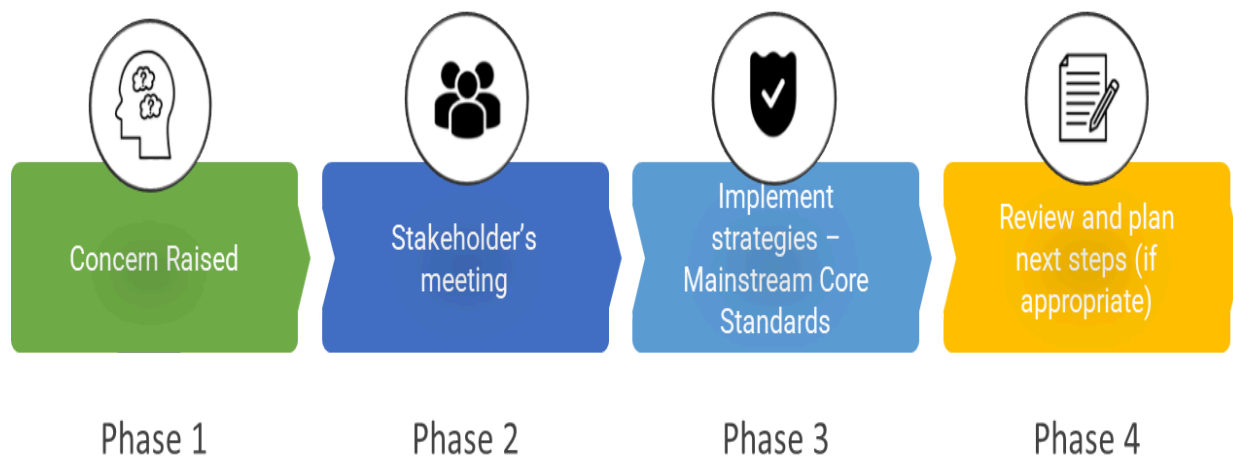 Concern Raised
Stakeholder’s
meeting
Implement
strategies –
Mainstream Core
Standards
Review and plan
next steps (if
appropriate)
Phase 1
Phase 2
Phase 3
Phase 4